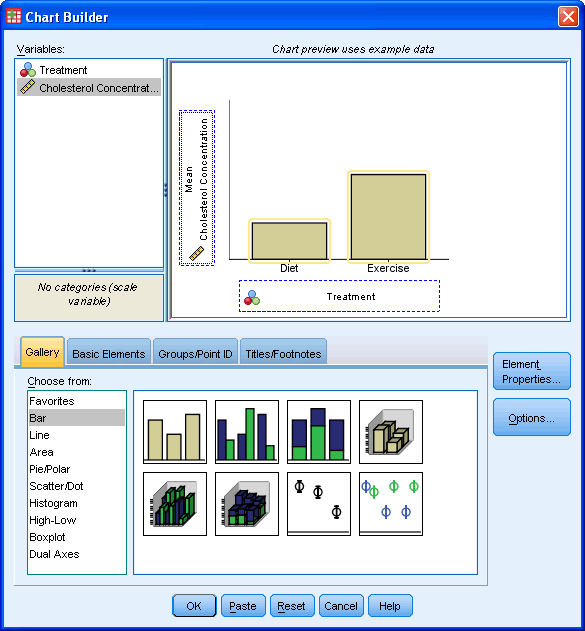 Chart Builder
Variables:
Chart preview uses example data
Treatment
Cholesterol Concentrat...
Mean
Cholesterol Concentration
Diet
Exercise
Treatment
No categories (scale
variable)
Gallery
Basic Elements
Groups/Point ID
Titles/Footnotes
Choose from:
Favorites
Bar
Line
Area
Pie/Polar
Scatter/Dot
Histogram
High-Low
Boxplot
Dual Axes
Element
Properties...
Options...
OK
Paste
Reset
Cancel
Help